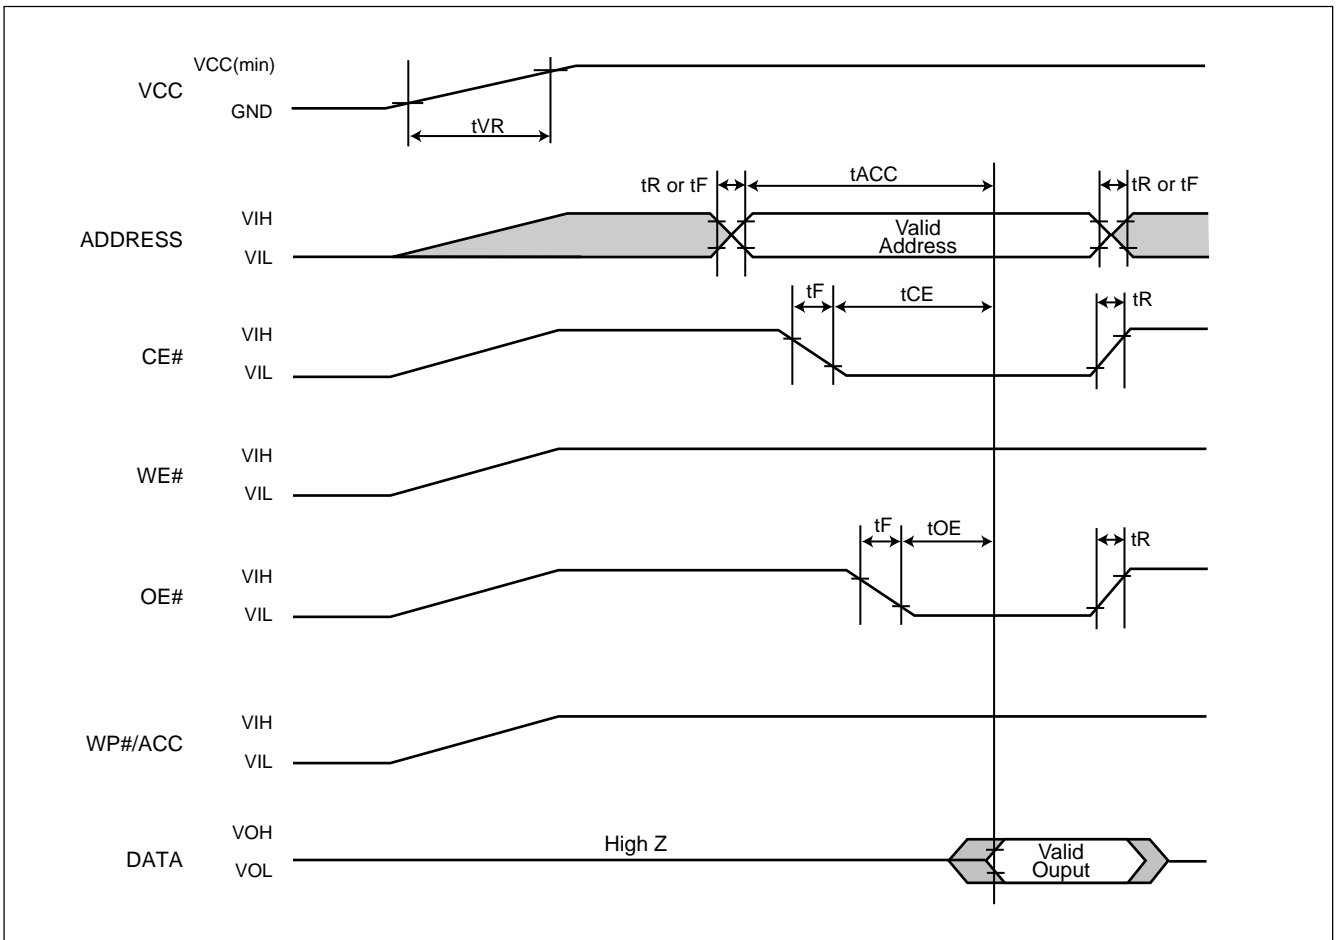 VCC(min)
VCC
GND
tVR
tR or tF
tACC
tR or tF
VIH
ADDRESS
VIL
Valid
Address
tF
tCE
tR
VIH
CE#
VIL
VIH
WE#
VIL
tF
tOE
tR
VIH
OE#
VIL
VIH
WP#/ACC
VIL
VOH
DATA
VOL
High Z
Valid
Ouput